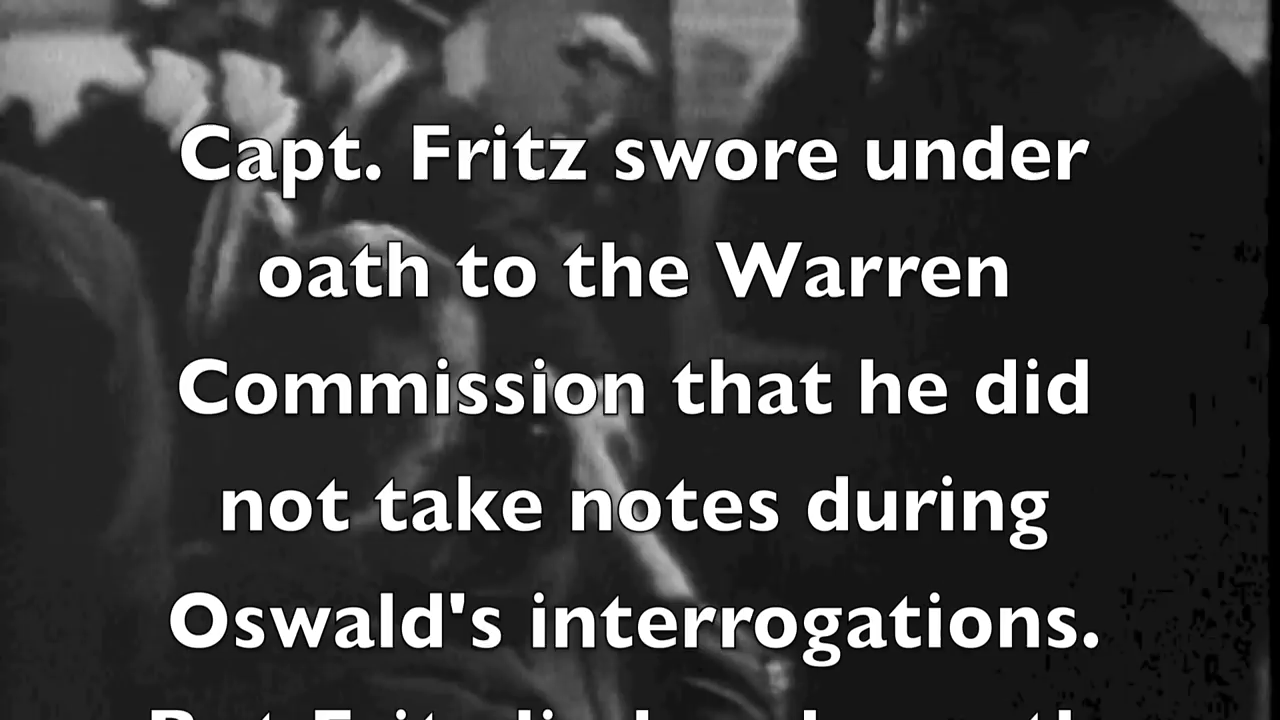 Capt. Fritz swore under
oath to the Warren
Commission that he did
not take notes during
Oswald's interrogations.